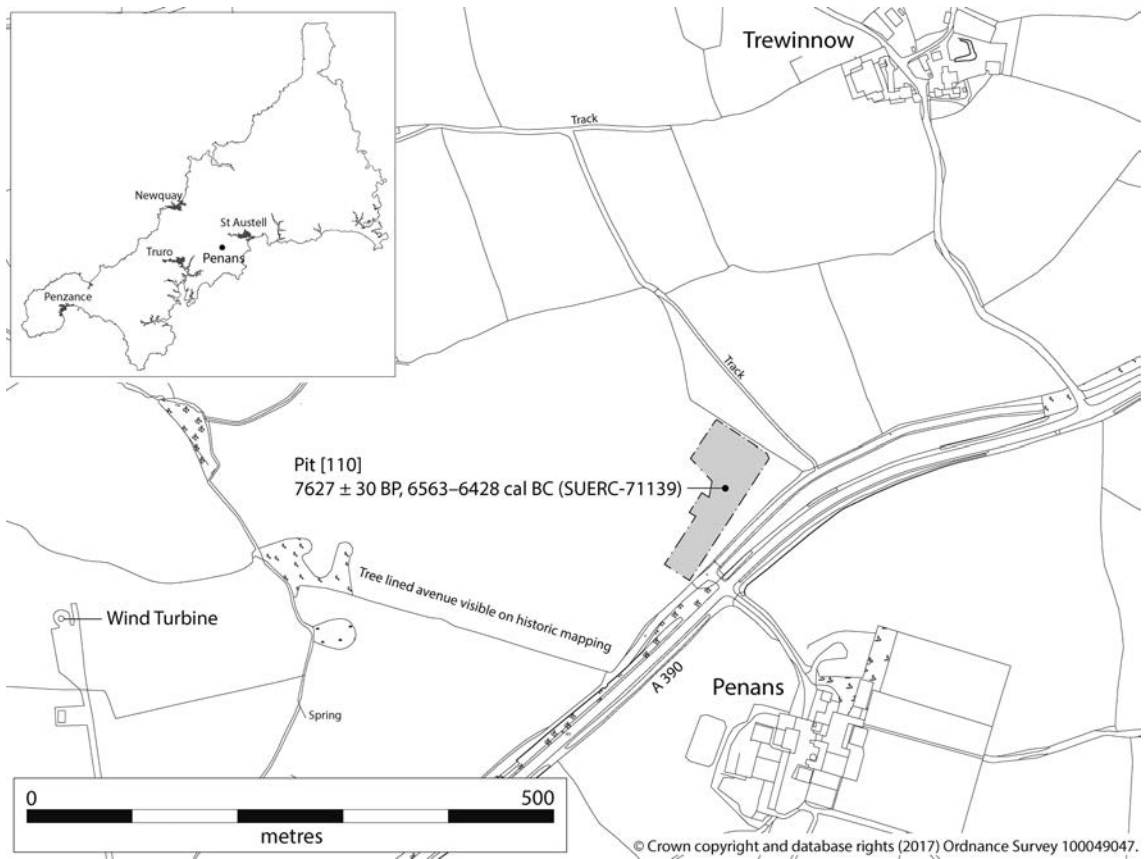 Trewinnow
Track
Newquay
St Austell
Truro
Penans
Penzance
Track
Pit [110]
7627 ± 30 BP, 6563–6428 cal BC (SUERC-71139)
Tree lined avenue visible on historic mapping
Wind Turbine
A 390
Penans
Spring
0 500
metres
© Crown copyright and database rights (2017) Ordnance Survey 100049047.